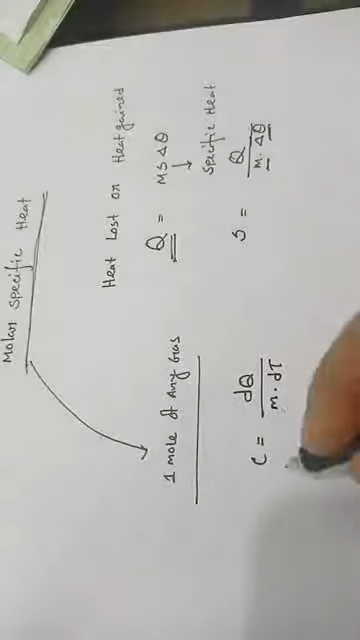 Molar Specific Heat
Heat Lost or Heat gained
Q = MSΔθ
Specific Heat
S = Q / M. Δθ
1 mole of any Gas
C = dQ / m. dT